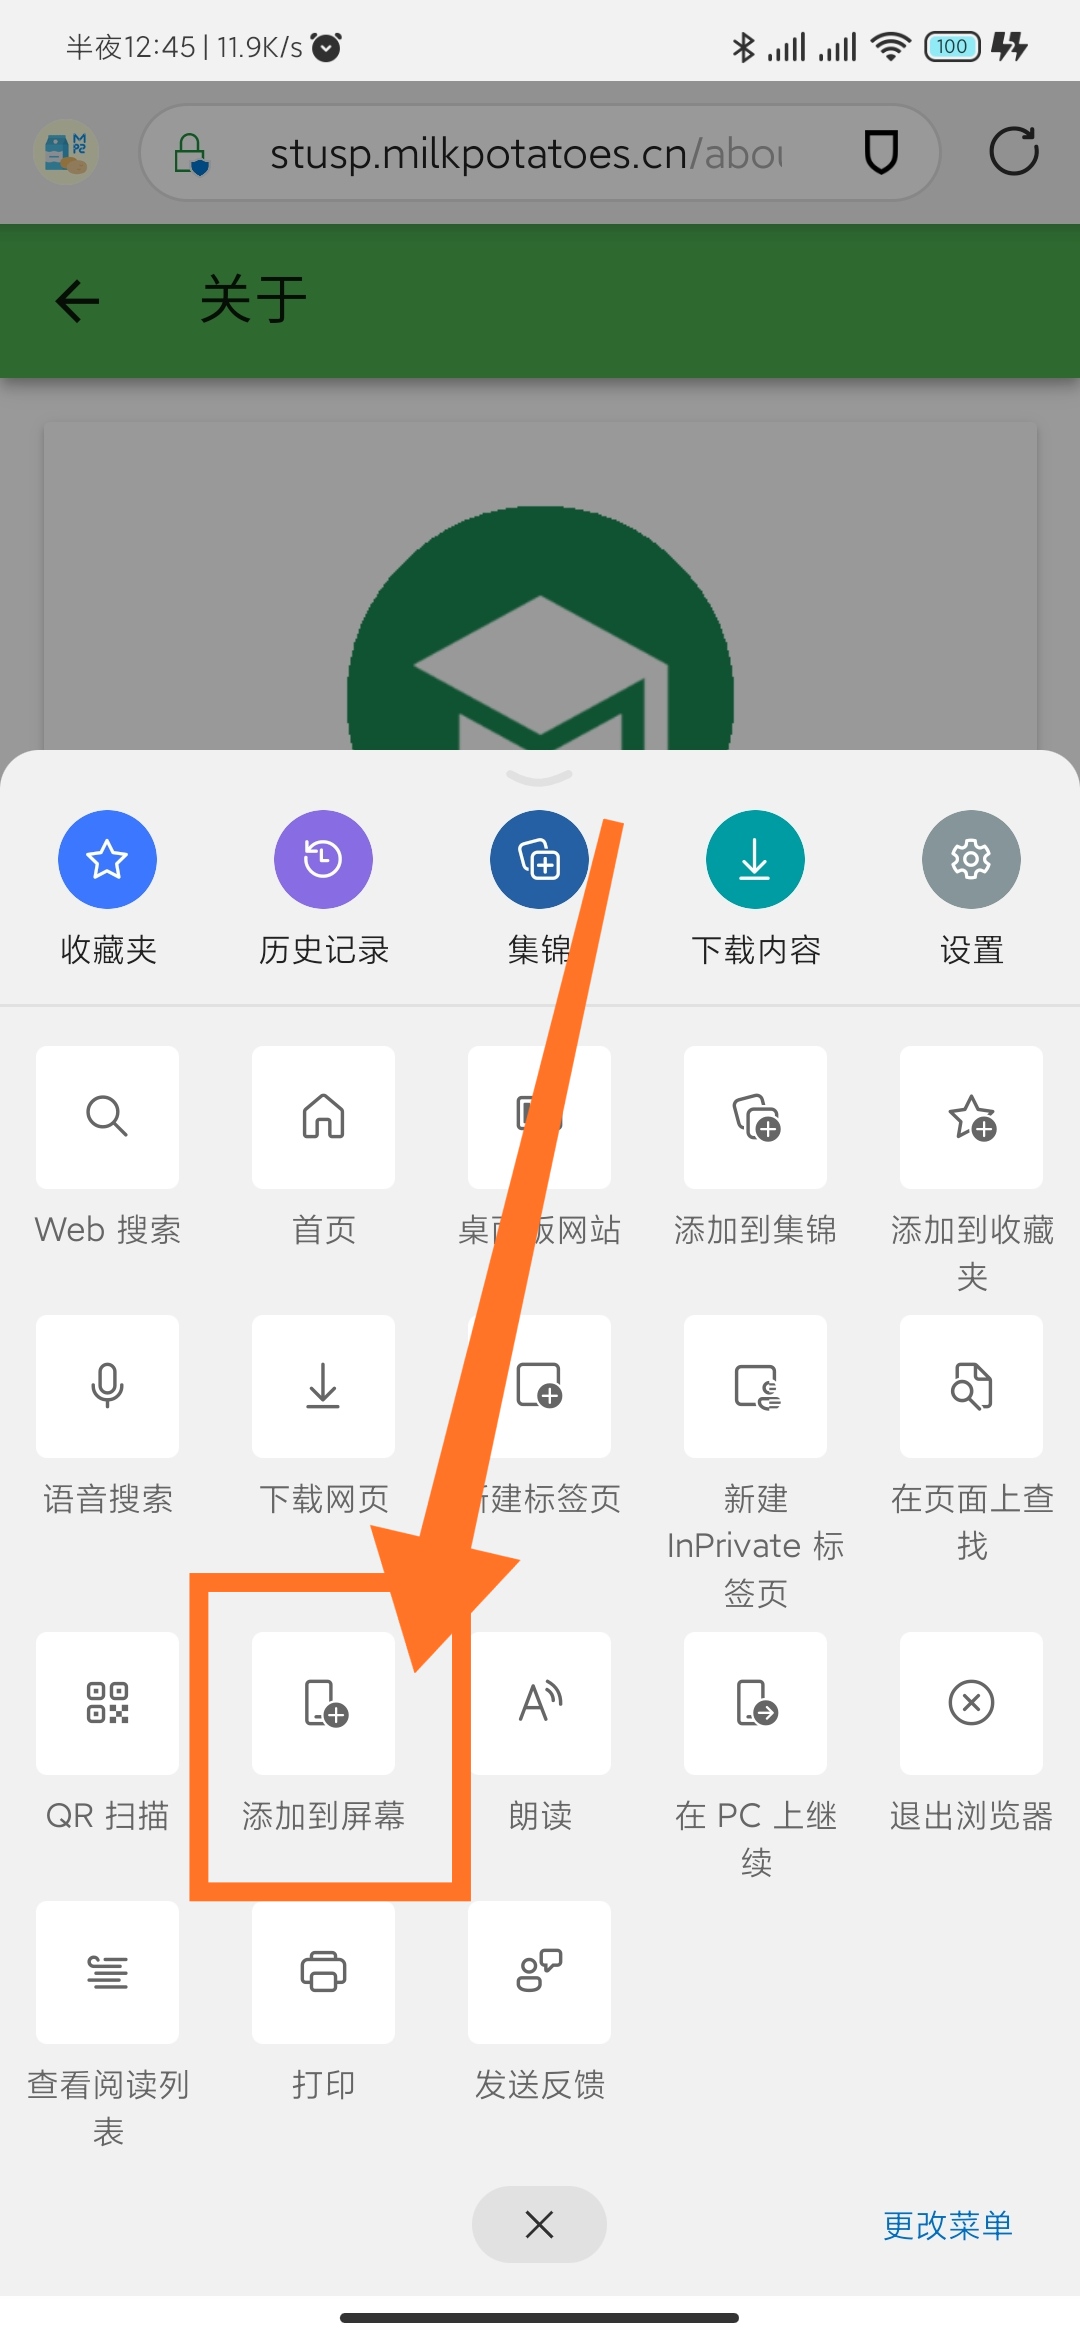 半夜12:45 | 11.9K/s
100
stusp.milkpotatoes.cn/abou
关于
收藏夹
历史记录
集锦
下载内容
设置
Web 搜索
首页
桌面版网站
添加到集锦
添加到收藏
夹
语音搜索
下载网页
新建标签页
新建
InPrivate 标
签页
在页面上查
找
QR 扫描
添加到屏幕
朗读
在 PC 上继
续
退出浏览器
查看阅读列
表
打印
发送反馈
更改菜单